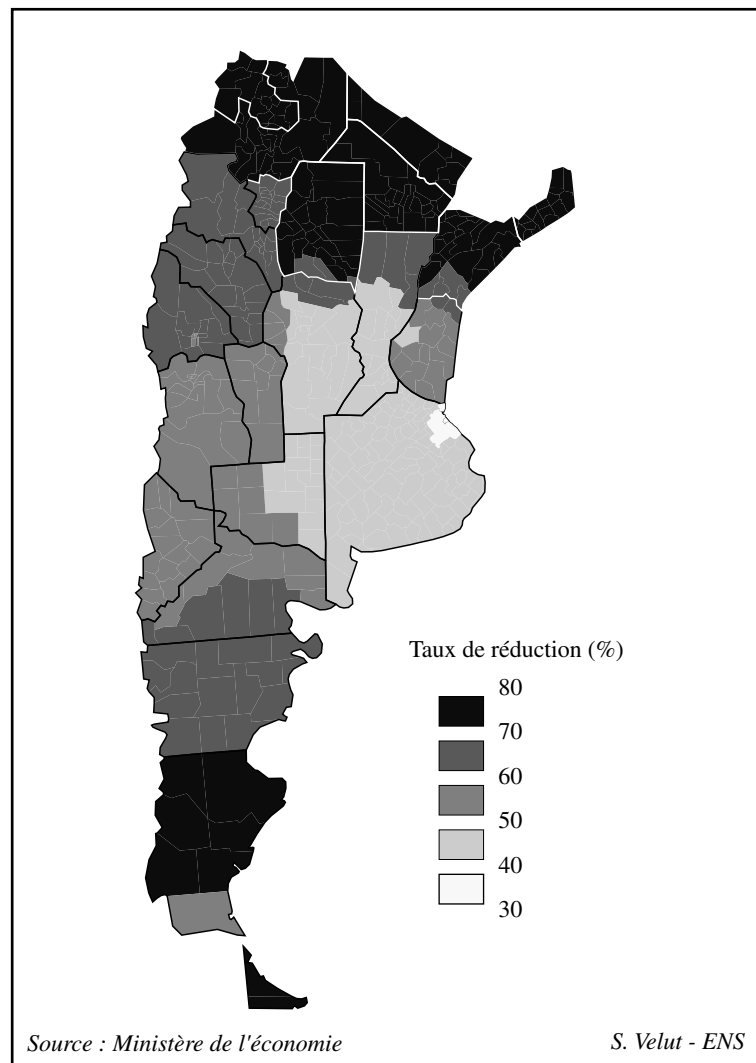 Taux de réduction (%)
80
70
60
50
40
30
Source : Ministère de l'économie
S. Velut - ENS